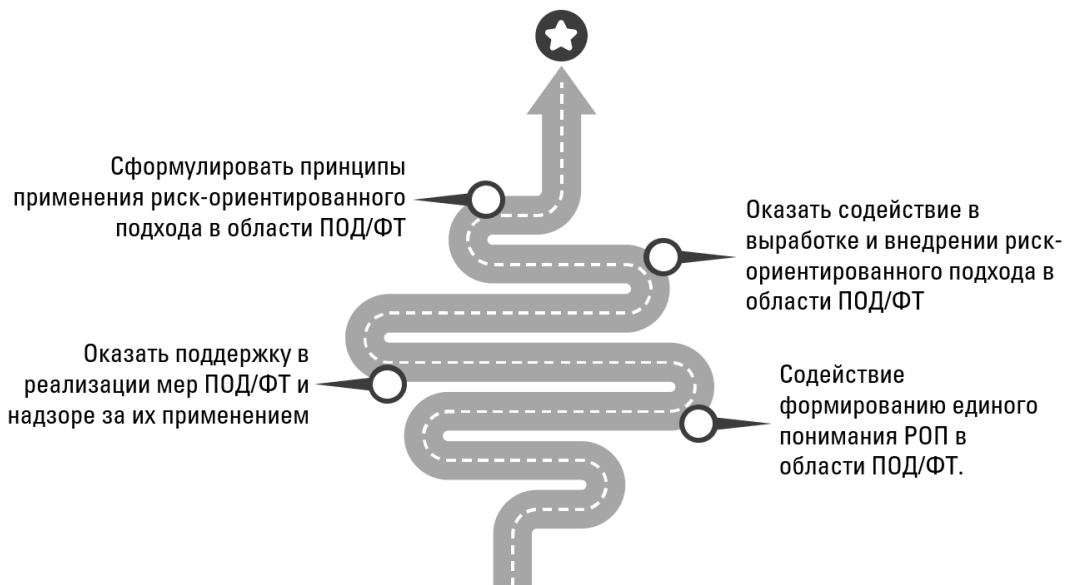 Сформулировать принципы
применения риск-ориентированного
подхода в области ПОД/ФТ
Оказать содействие в
выработке и внедрении риск-
ориентированного подхода в
области ПОД/ФТ
Оказать поддержку в
реализации мер ПОД/ФТ и
надзоре за их применением
Содействие
формированию единого
понимания РОП в
области ПОД/ФТ.